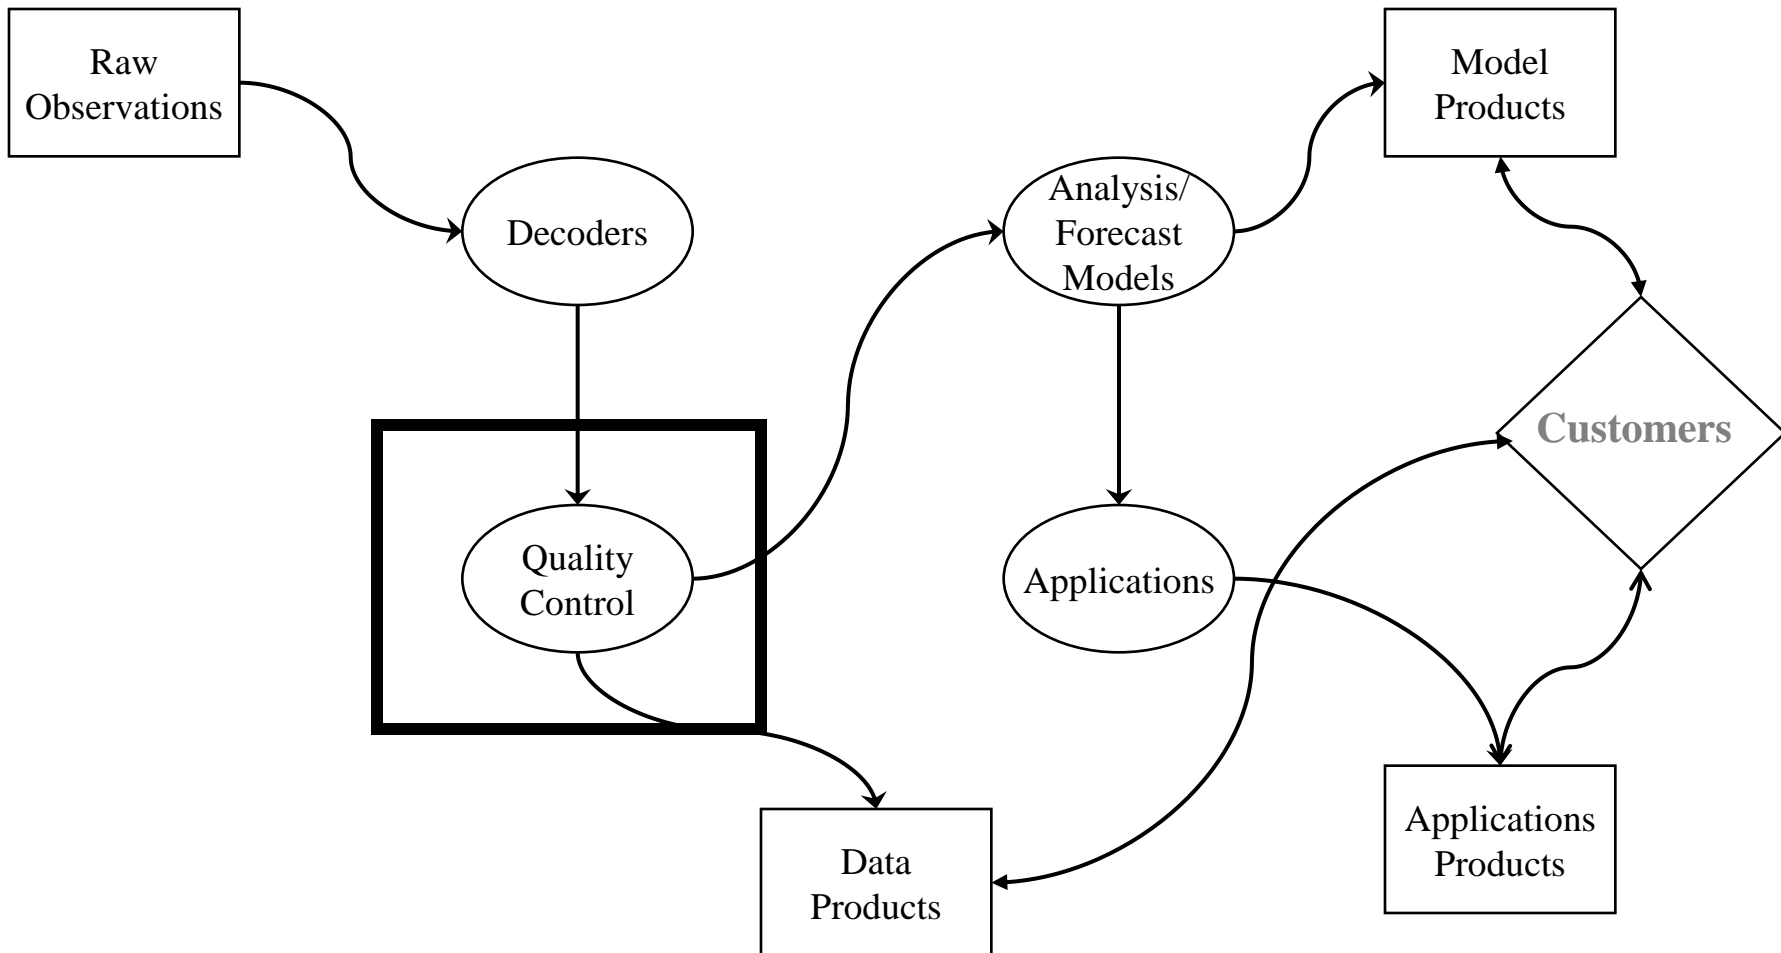 Raw
Observations
Decoders
Quality
Control
Analysis/
Forecast
Models
Model
Products
Customers
Applications
Applications
Products
Data
Products